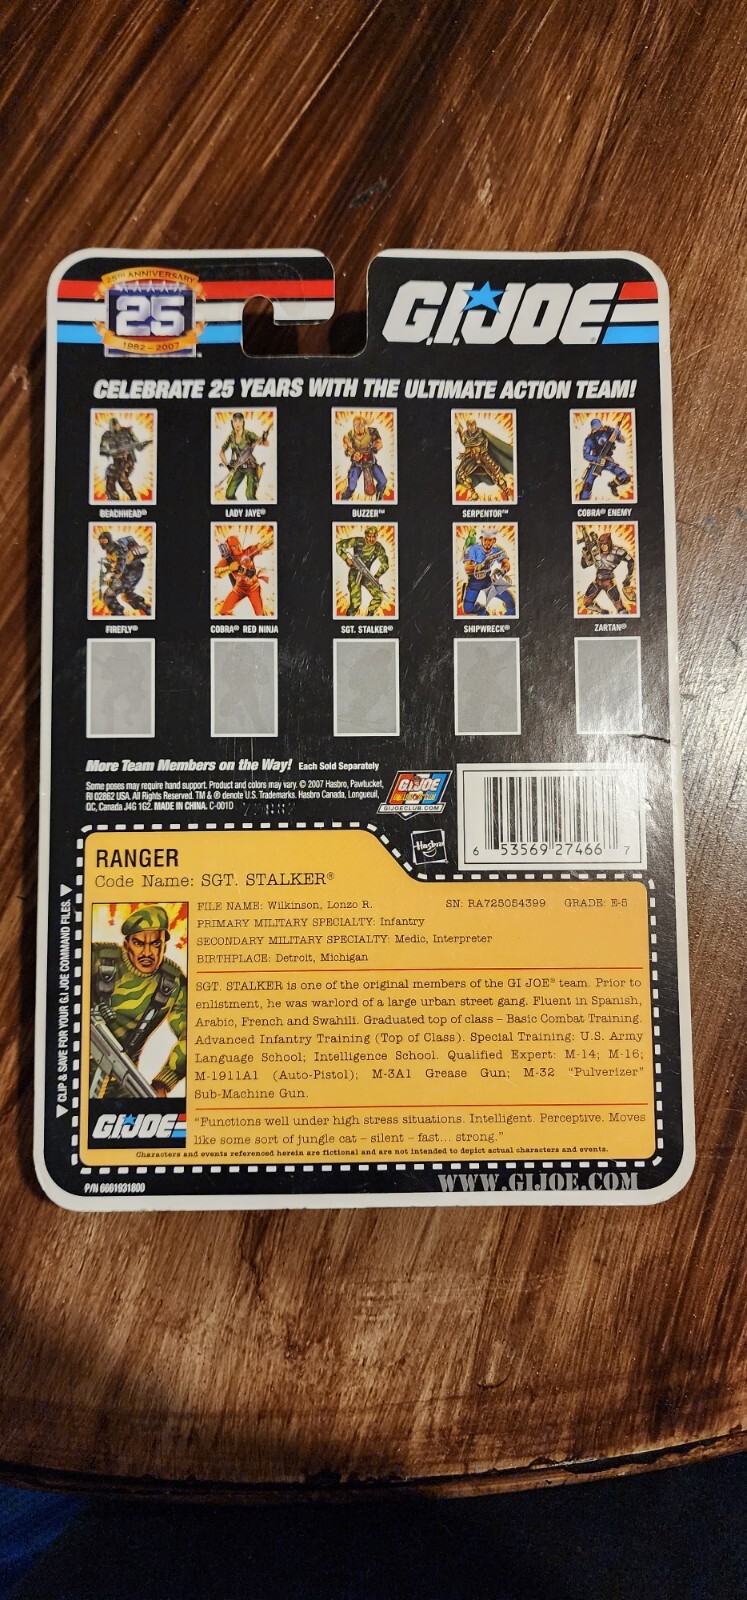 25TH ANNIVERSARY
25
1982 – 2007
G.I. JOE
CELEBRATE 25 YEARS WITH THE ULTIMATE ACTION TEAM!
BEACHHEAD® LADY JAYE® BUZZER™ SERPENTOR™ COBRA® ENEMY
FIREFLY® COBRA® RED NINJA SGT. STALKER® SHIPWRECK® ZARTAN®
More Team Members on the Way! Each Sold Separately
Some poses may require hand support. Product and colors may vary. © 2007 Hasbro, Pawtucket,
RI 02862 USA. All Rights Reserved. TM & ® denote U.S. Trademarks. Hasbro Canada, Longueuil,
QC, Canada J4G 1G2. MADE IN CHINA. C-001D
G.I. JOE
GIJOECLUB.COM
Hasbro
6 53569 27466 7
RANGER
Code Name: SGT. STALKER®
FILE NAME: Wilkinson, Lonzo R. SN: RA725054399 GRADE: E-5
PRIMARY MILITARY SPECIALTY: Infantry
SECONDARY MILITARY SPECIALTY: Medic, Interpreter
BIRTHPLACE: Detroit, Michigan
SGT. STALKER is one of the original members of the GI JOE® team. Prior to
enlistment, he was warlord of a large urban street gang. Fluent in Spanish,
Arabic, French and Swahili. Graduated top of class – Basic Combat Training.
Advanced Infantry Training (Top of Class). Special Training: U.S. Army
Language School; Intelligence School. Qualified Expert: M-14; M-16;
M-1911A1 (Auto-Pistol); M-3A1 Grease Gun; M-32 "Pulverizer"
Sub-Machine Gun.
"Functions well under high stress situations. Intelligent. Perceptive. Moves
like some sort of jungle cat – silent – fast... strong."
G.I. JOE
Characters and events referenced herein are fictional and are not intended to depict actual characters and events.
CLIP & SAVE FOR YOUR G.I JOE COMMAND FILES.
P/N 6661931800
WWW.GIJOE.COM